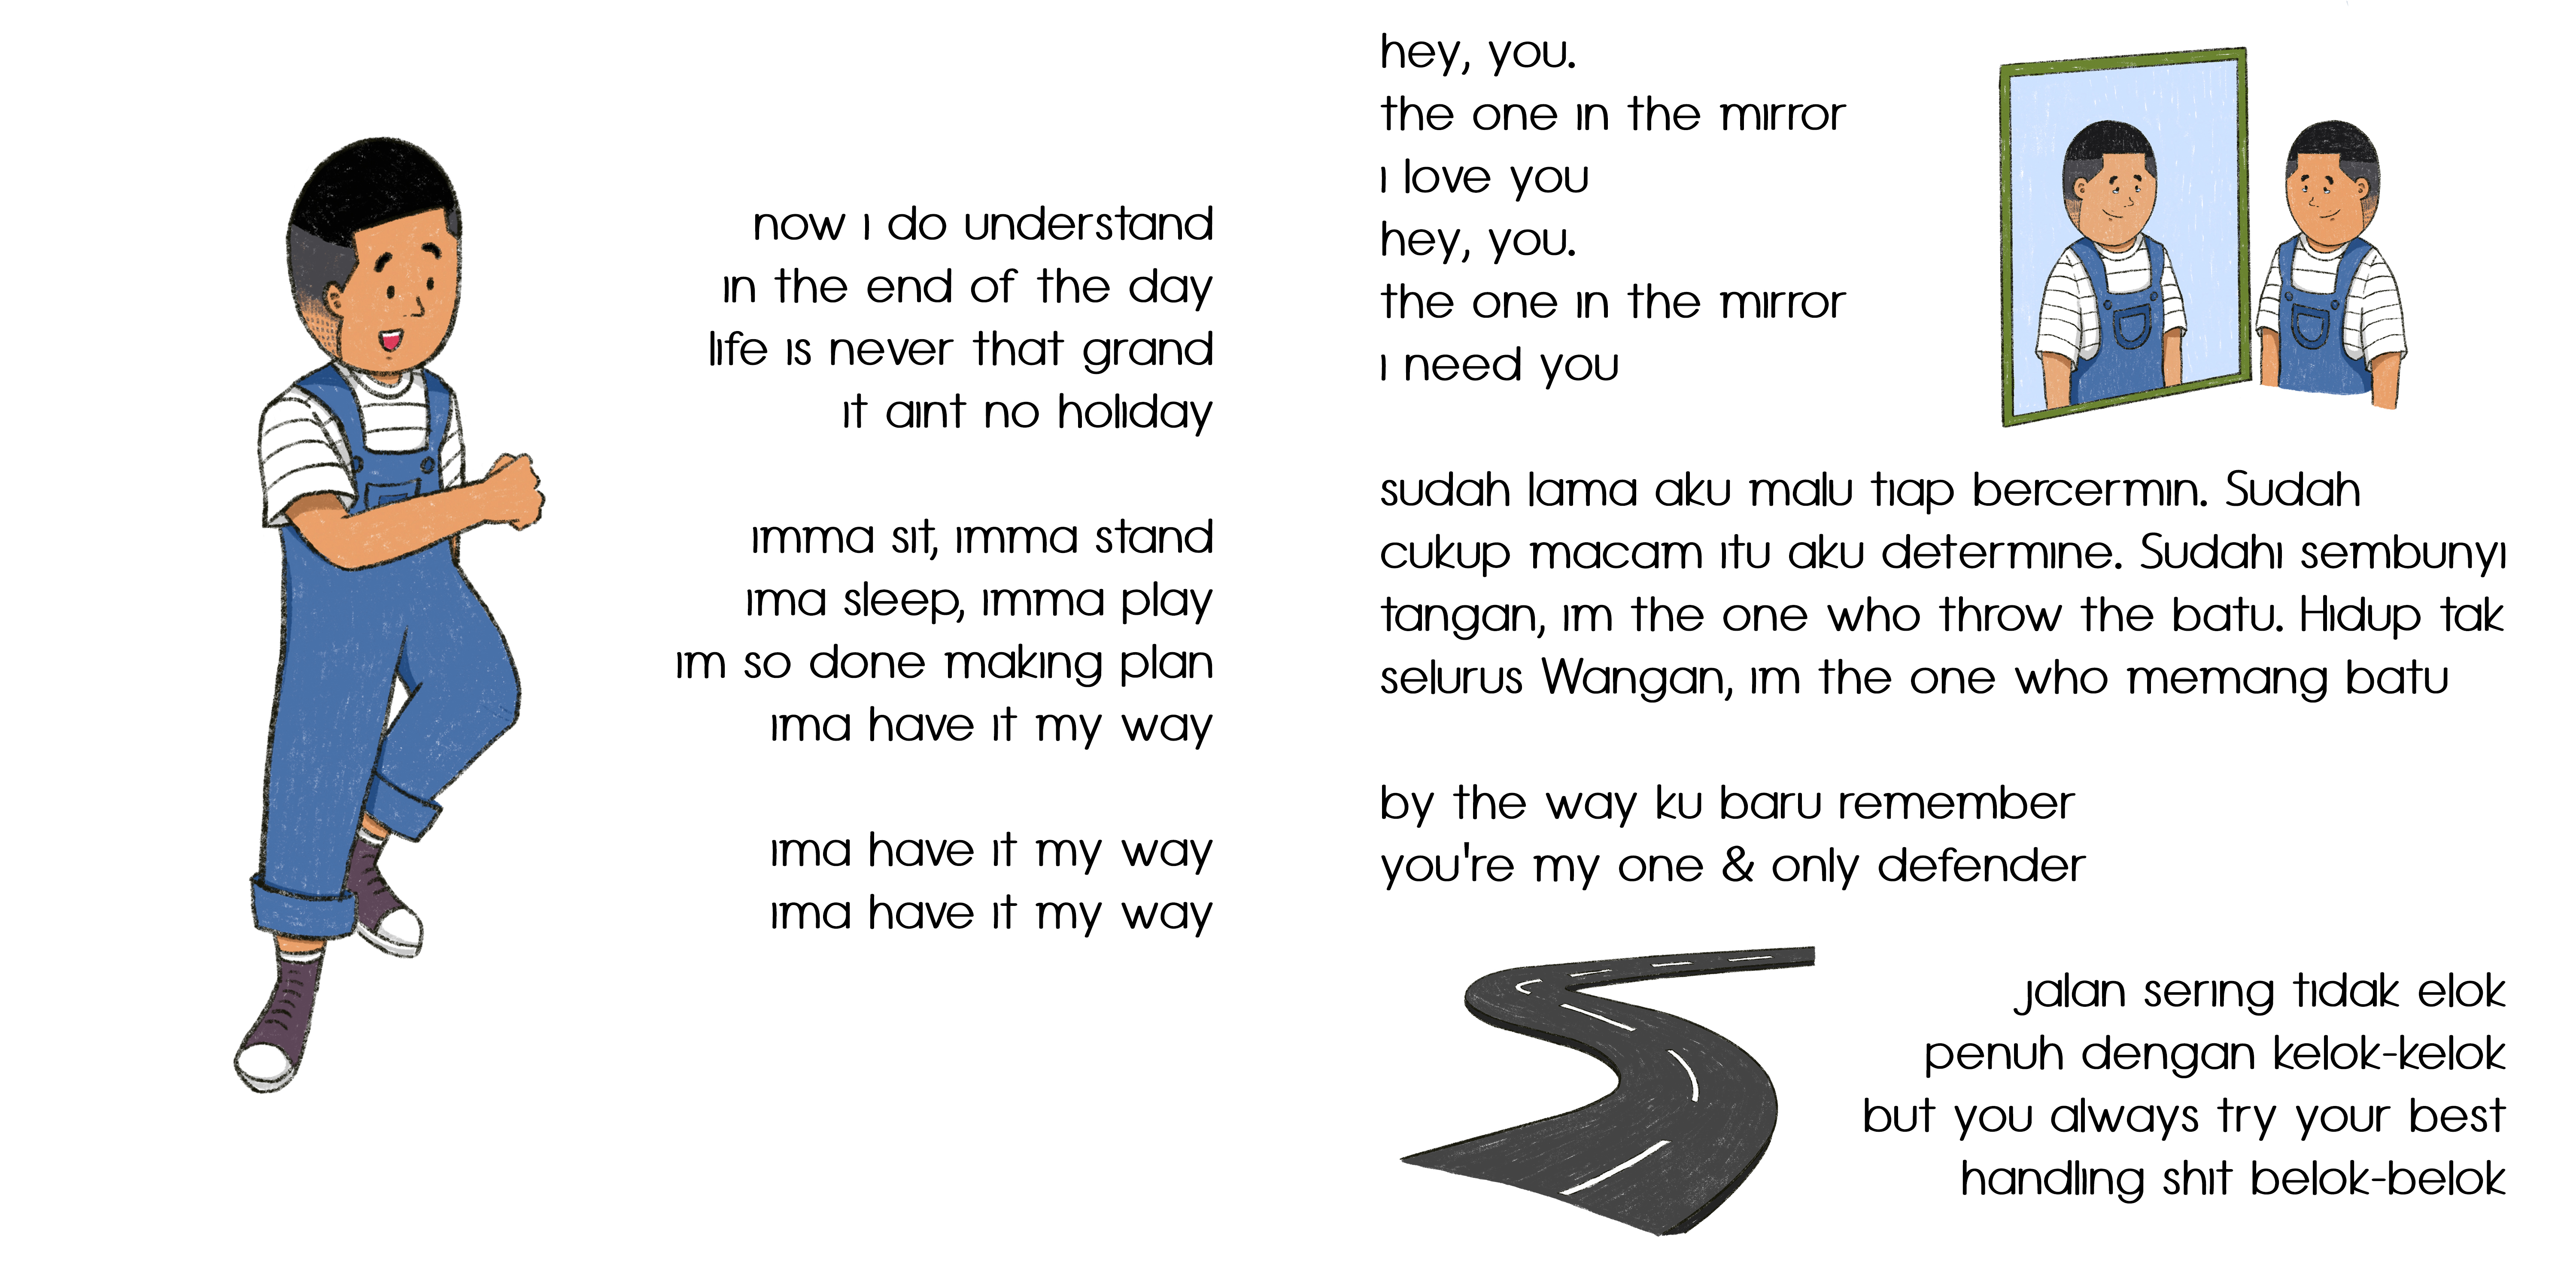 now i do understand
in the end of the day
life is never that grand
it aint no holiday
imma sit, imma stand
ima sleep, imma play
im so done making plan
ima have it my way
ima have it my way
ima have it my way
hey, you.
the one in the mirror
i love you
hey, you.
the one in the mirror
i need you
sudah lama aku malu tiap bercermin. Sudah
cukup macam itu aku determine. Sudahi sembunyi
tangan, im the one who throw the batu. Hidup tak
selurus Wangan, im the one who memang batu
by the way ku baru remember
you're my one & only defender
jalan sering tidak elok
penuh dengan kelok-kelok
but you always try your best
handling shit belok-belok